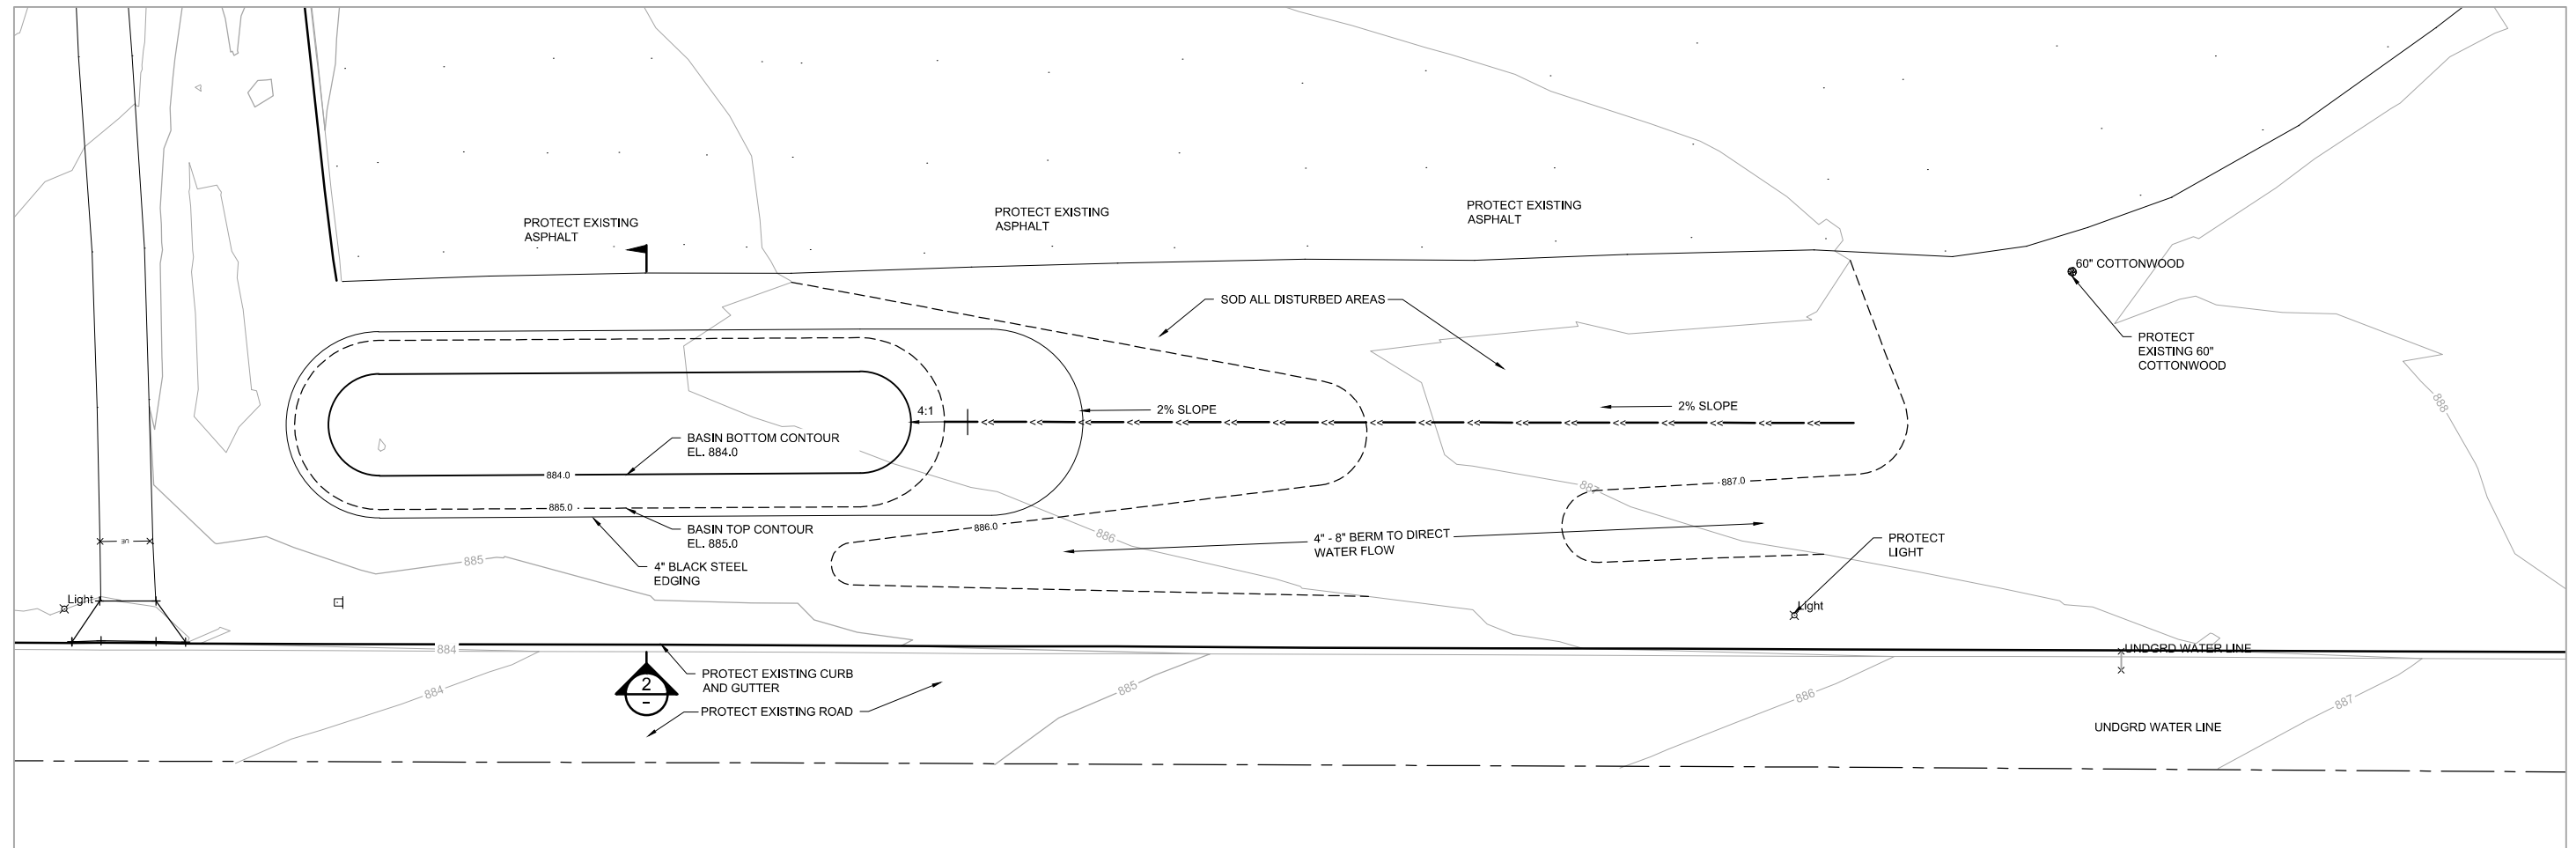 PROTECT EXISTING
ASPHALT
PROTECT EXISTING
ASPHALT
PROTECT EXISTING
ASPHALT
60" COTTONWOOD
SOD ALL DISTURBED AREAS
PROTECT
EXISTING 60"
COTTONWOOD
4:1
2% SLOPE
2% SLOPE
<< << << << << << << << << << << << << << << << << <<
888
BASIN BOTTOM CONTOUR
EL. 884.0
884.0
887.0
887
885.0
BASIN TOP CONTOUR
EL. 885.0
886.0
886
4" - 8" BERM TO DIRECT
WATER FLOW
PROTECT
LIGHT
885
4" BLACK STEEL
EDGING
Light
Light
884
UNDGRD WATER LINE
PROTECT EXISTING CURB
AND GUTTER
2
-
884
885
886
887
PROTECT EXISTING ROAD
UNDGRD WATER LINE